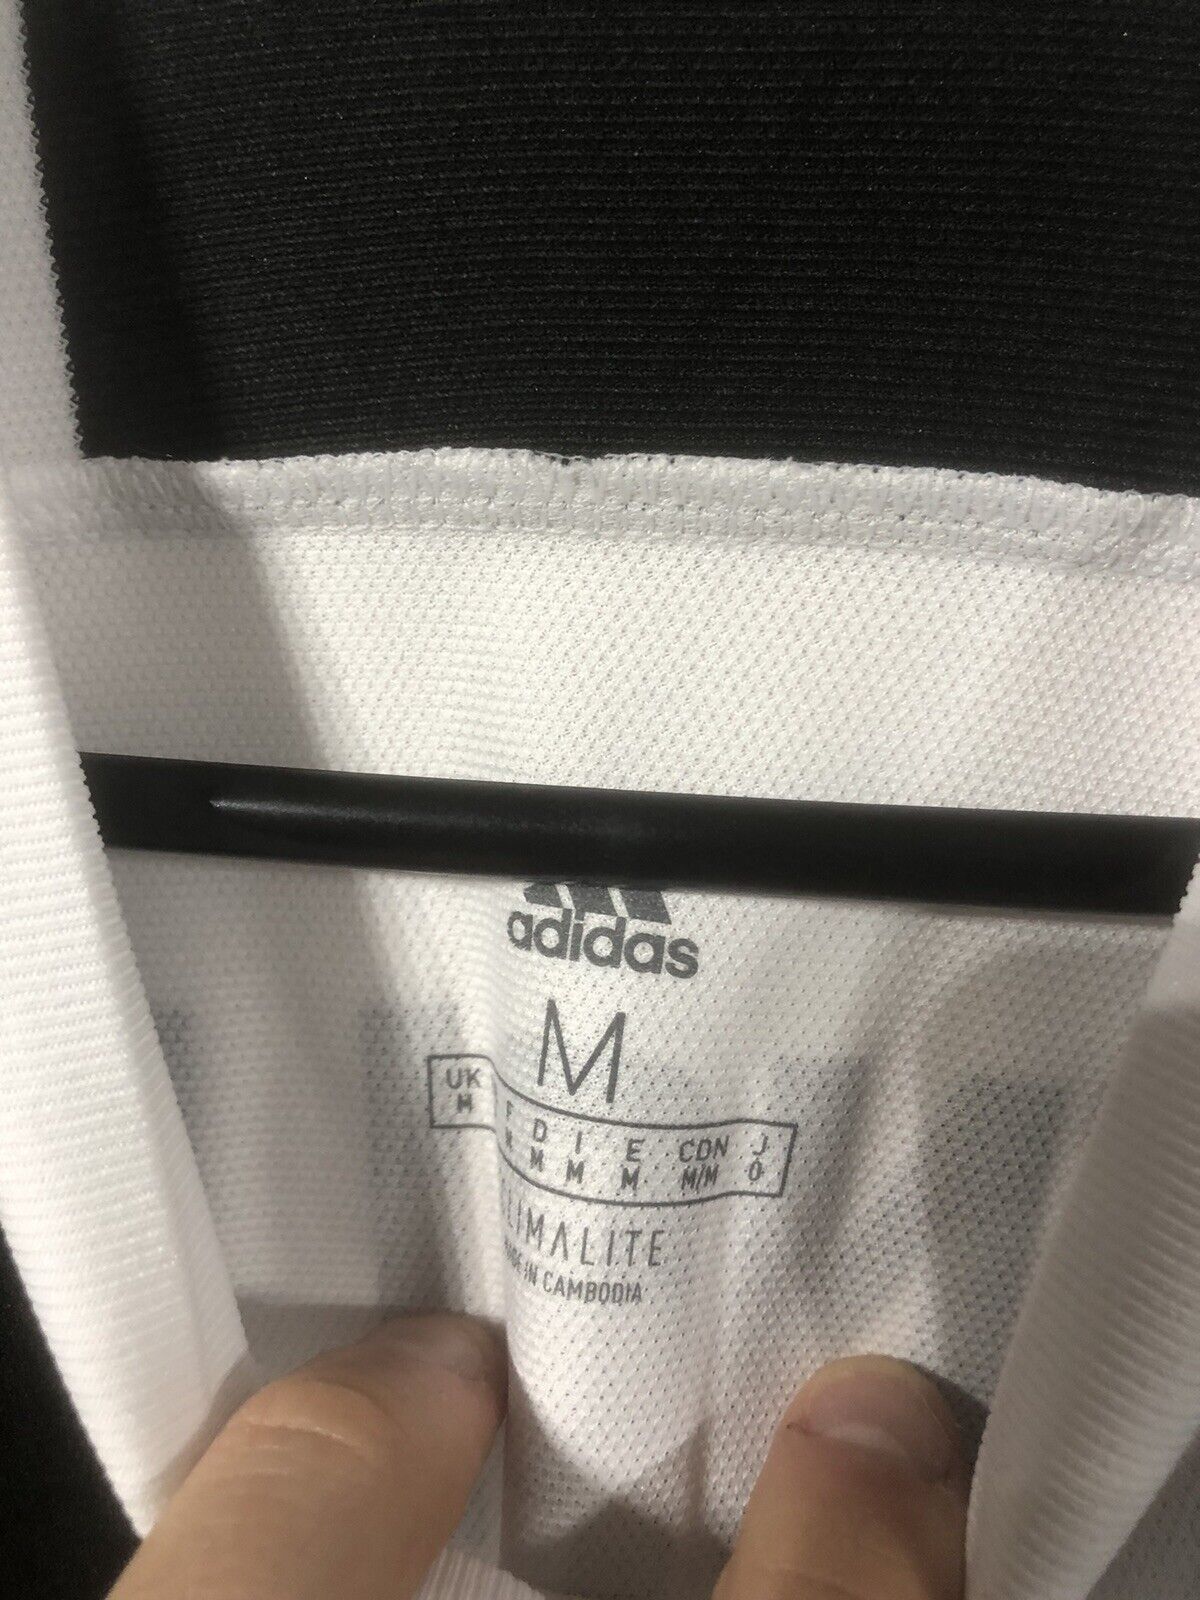 adidas
M
UK F D I E CDN J
M M M M M M/M O
CLIMALITE
MADE IN CAMBODIA